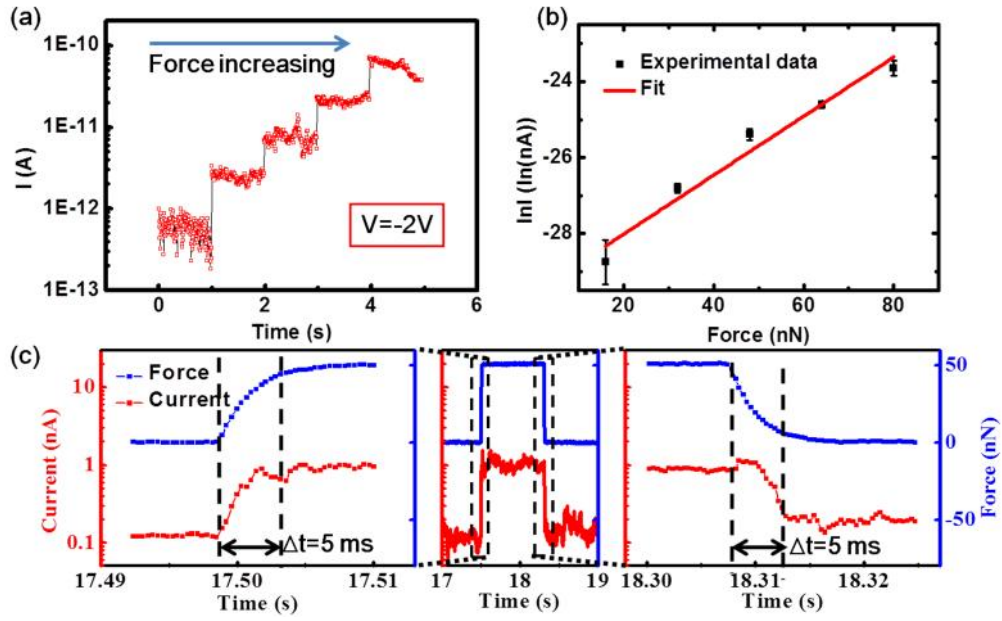 (a)
1E-10
1E-11
1E-12
1E-13
I (A)
Force increasing
V=-2V
0 2 4 6
Time (s)
(b)
-24
-26
-28
lnI (ln(nA))
Experimental data
Fit
20 40 60 80
Force (nN)
(c)
Force
Current
10
1
0.1
Current (nA)
Δt=5 ms
17.49 17.500 17.51
Time (s)
17 18 19
Time (s)
Δt=5 ms
18.30 18.31 18.32
Time (s)
50
0
-50
Force (nN)